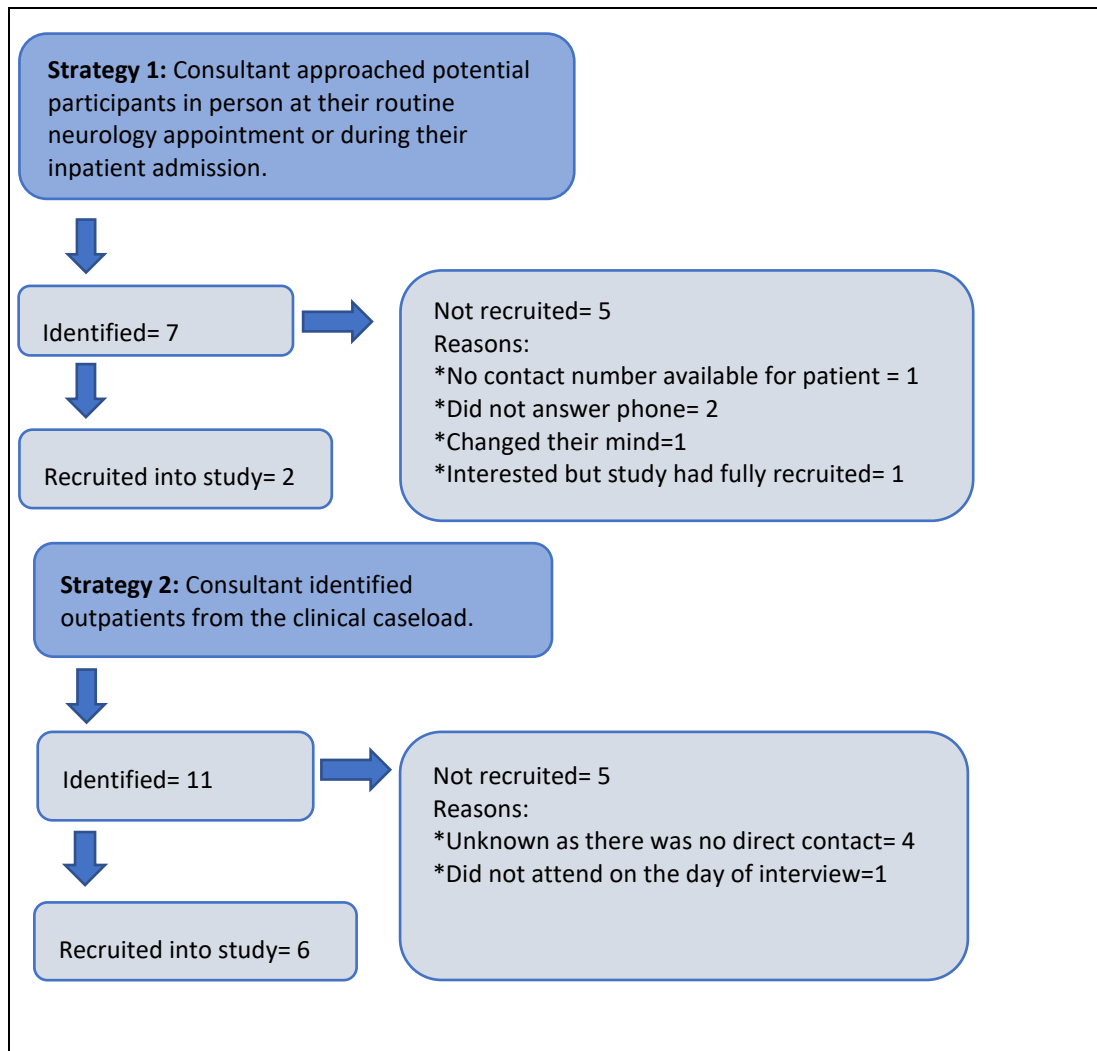 Strategy 1: Consultant approached potential
participants in person at their routine
neurology appointment or during their
inpatient admission.
Identified= 7
Not recruited= 5
Reasons:
*No contact number available for patient = 1
*Did not answer phone= 2
*Changed their mind=1
*Interested but study had fully recruited= 1
Recruited into study= 2
Strategy 2: Consultant identified
outpatients from the clinical caseload.
Identified= 11
Not recruited= 5
Reasons:
*Unknown as there was no direct contact= 4
*Did not attend on the day of interview=1
Recruited into study= 6